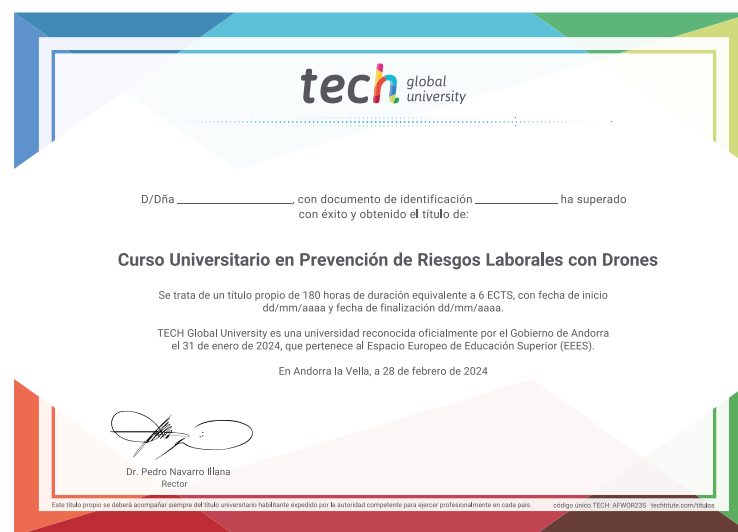 tech global university
D/Dña ______________, con documento de identificación ______________ ha superado
con éxito y obtenido el título de:
Curso Universitario en Prevención de Riesgos Laborales con Drones
Se trata de un título propio de 180 horas de duración equivalente a 6 ECTS, con fecha de inicio
dd/mm/aaaa y fecha de finalización dd/mm/aaaa.
TECH Global University es una universidad reconocida oficialmente por el Gobierno de Andorra
el 31 de enero de 2024, que pertenece al Espacio Europeo de Educación Superior (EEES).
En Andorra la Vella, a 28 de febrero de 2024
Dr. Pedro Navarro Illana
Rector
Este título propio se deberá acompañar siempre del título universitario habilitante expedido por la autoridad competente para ejercer profesionalmente en cada país. código único TECH: AFWOR23S techtitute.com/títulos